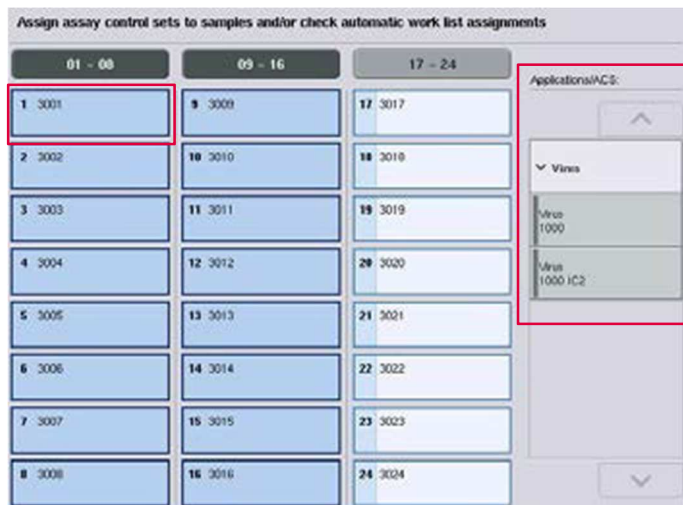 Assign assay control sets to samples and/or check automatic work list assignments
01 - 08
09 - 16
17 - 24
Applications/ACS:
1 3001
9 3009
17 3017
2 3002
10 3010
18 3018
Virus
3 3003
11 3011
19 3019
Virus
1000
4 3004
12 3012
20 3020
Virus
1000 IC2
5 3005
13 3013
21 3021
6 3006
14 3014
22 3022
7 3007
15 3015
23 3023
8 3008
16 3016
24 3024